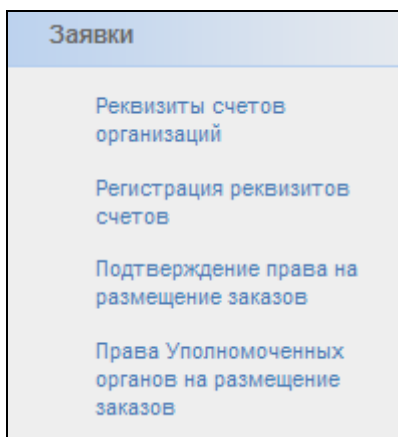 Заявки
Реквизиты счетов
организаций
Регистрация реквизитов
счетов
Подтверждение права на
размещение заказов
Права Уполномоченных
органов на размещение
заказов